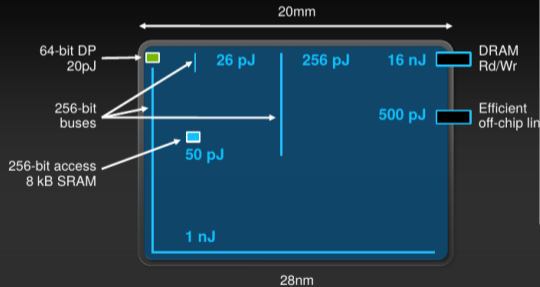 20mm
64-bit DP
20pJ
26 pJ
256 pJ
16 nJ
DRAM
Rd/Wr
256-bit
buses
500 pJ
Efficient
off-chip lin
256-bit access
8 kB SRAM
50 pJ
1 nJ
28nm